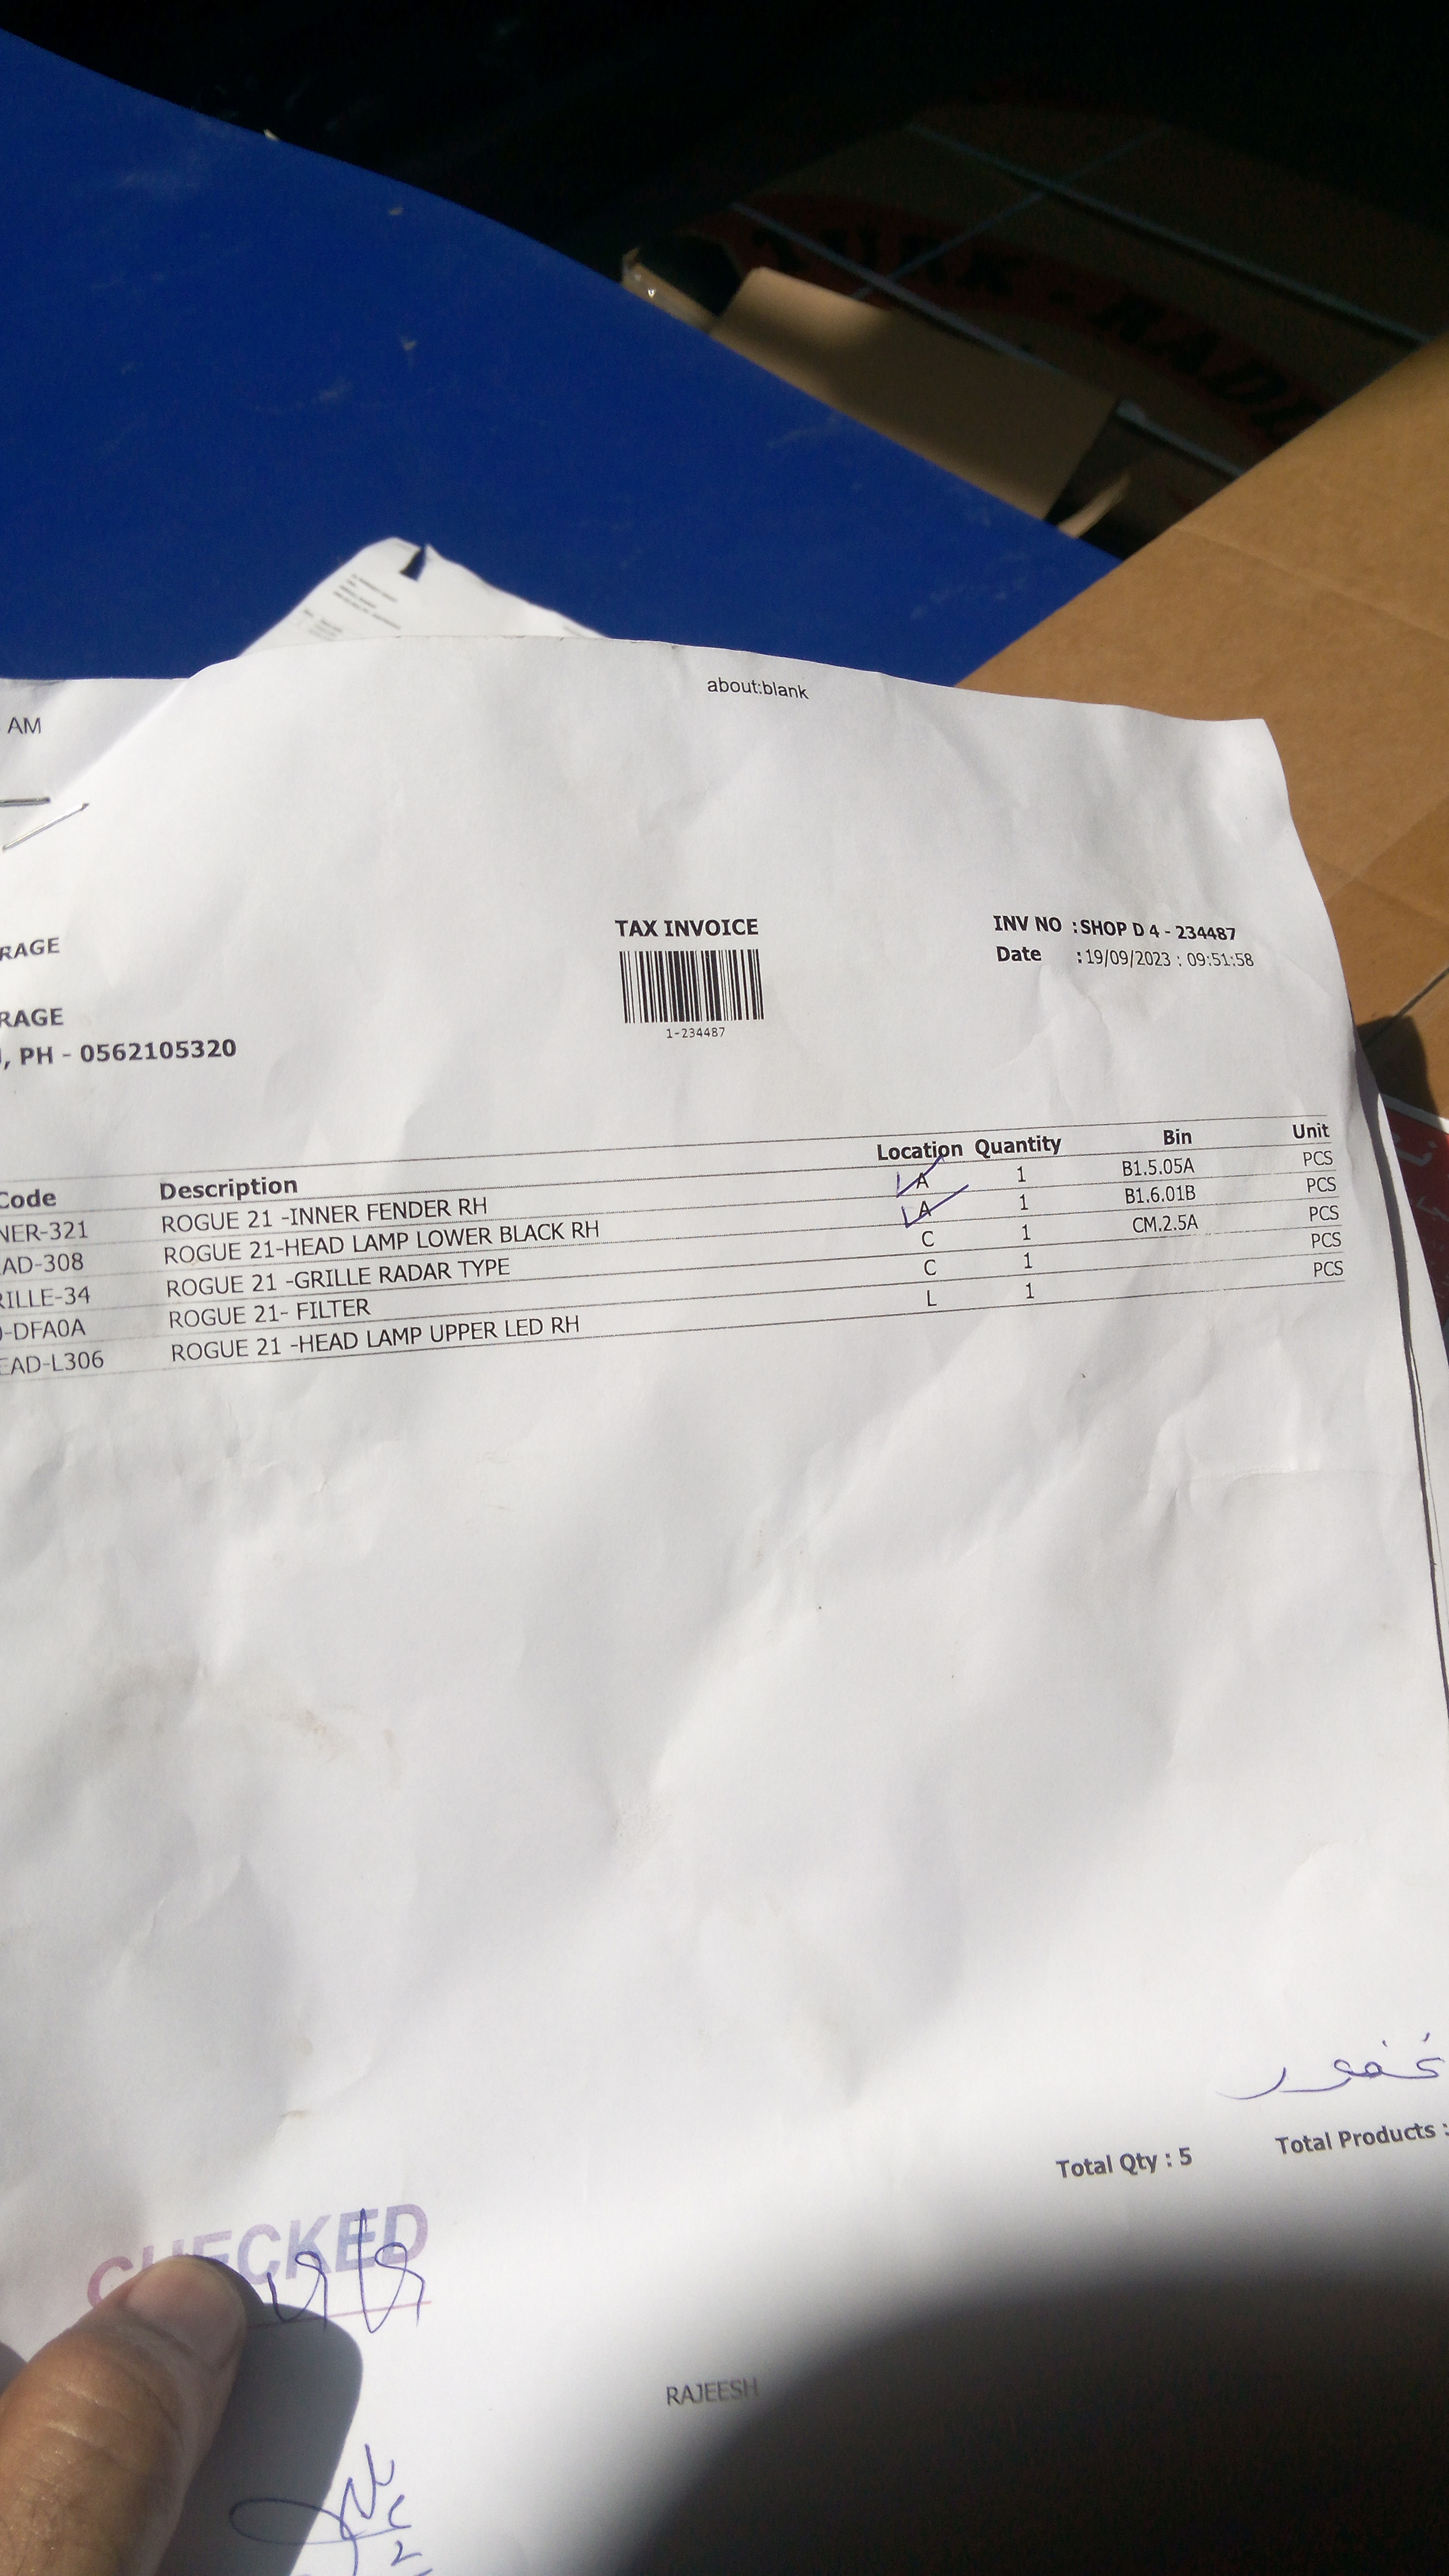 TURK - RADI
about:blank
AM
TAX INVOICE
INV NO : SHOP D 4 - 234487
Date : 19/09/2023 : 09:51:58
RAGE
1-234487
RAGE
, PH - 0562105320
Code Description Location Quantity Bin Unit
NER-321 ROGUE 21 -INNER FENDER RH A 1 B1.5.05A PCS
AD-308 ROGUE 21-HEAD LAMP LOWER BLACK RH A 1 B1.6.01B PCS
RILLE-34 ROGUE 21 -GRILLE RADAR TYPE C 1 CM.2.5A PCS
-DFA0A ROGUE 21- FILTER C 1 PCS
EAD-L306 ROGUE 21 -HEAD LAMP UPPER LED RH L 1 PCS
غفور
Total Qty : 5 Total Products :
CHECKED
RAJEESH